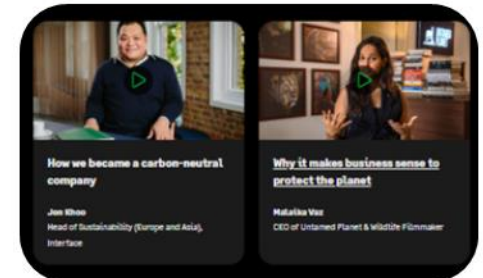 How we became a carbon-neutral
company
Jon Khoo
Head of Sustainability (Europe and Asia),
Interface
Why it makes business sense to
protect the planet
Malaika Vaz
CEO of Untamed Planet & Wildlife Filmmaker